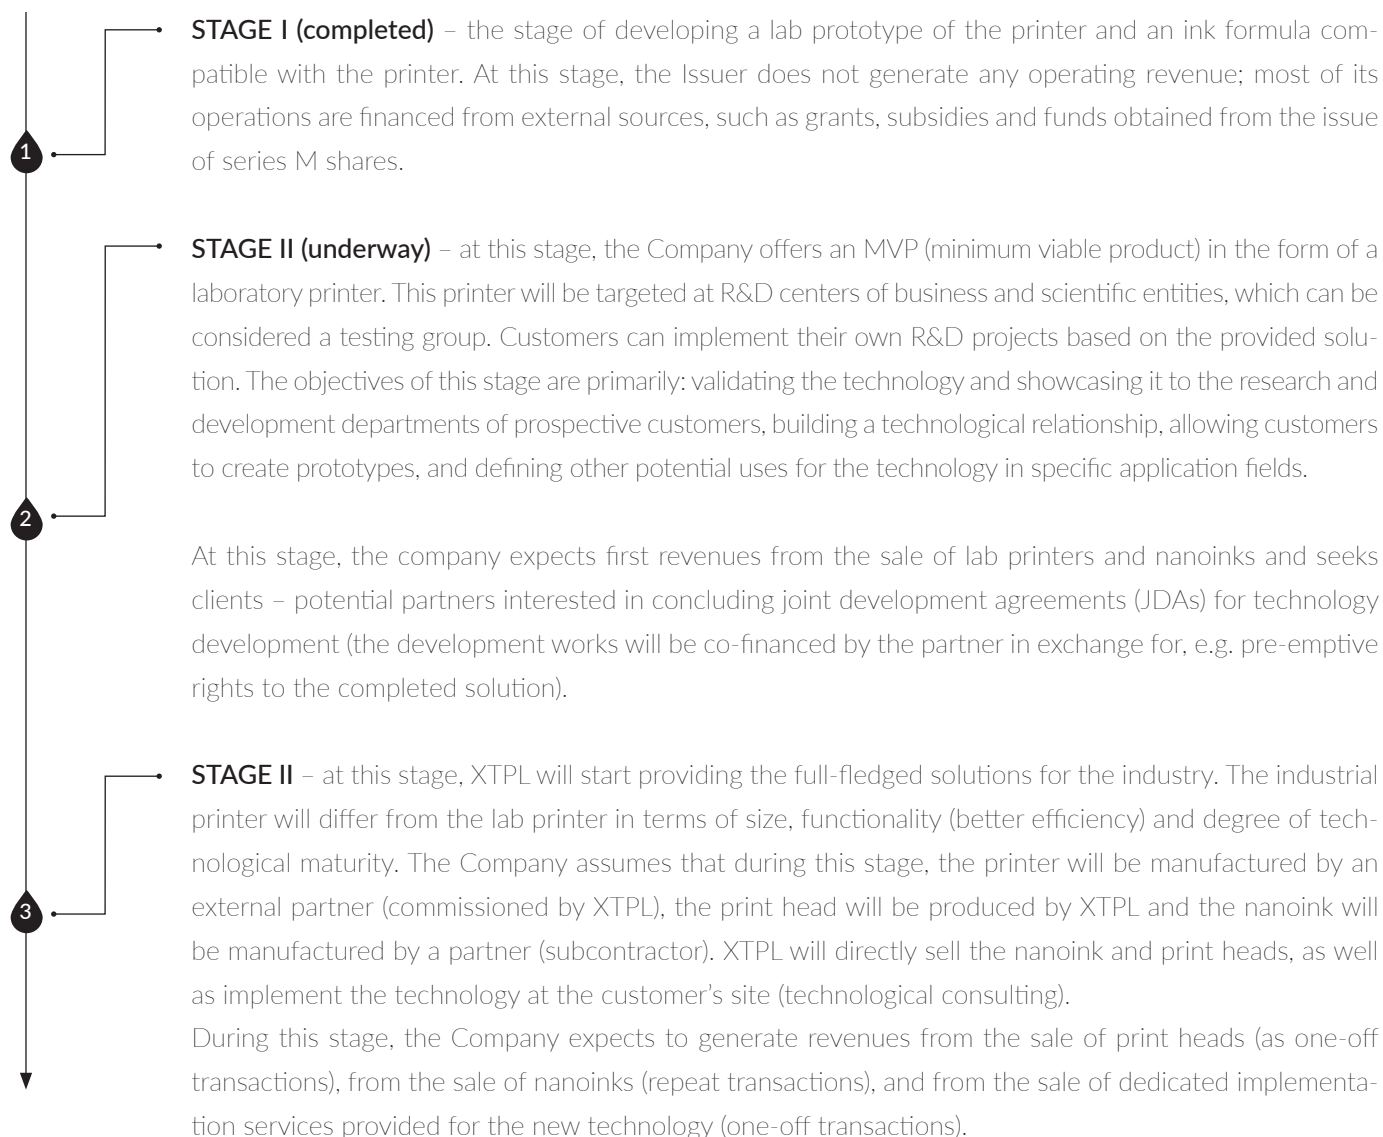 STAGE I (completed) – the stage of developing a lab prototype of the printer and an ink formula com-
patible with the printer. At this stage, the Issuer does not generate any operating revenue; most of its
operations are financed from external sources, such as grants, subsidies and funds obtained from the issue
1
of series M shares.
STAGE II (underway) – at this stage, the Company offers an MVP (minimum viable product) in the form of a
laboratory printer. This printer will be targeted at R&D centers of business and scientific entities, which can be
considered a testing group. Customers can implement their own R&D projects based on the provided solu-
tion. The objectives of this stage are primarily: validating the technology and showcasing it to the research and
development departments of prospective customers, building a technological relationship, allowing customers
to create prototypes, and defining other potential uses for the technology in specific application fields.
2
At this stage, the company expects first revenues from the sale of lab printers and nanoinks and seeks
clients – potential partners interested in concluding joint development agreements (JDAs) for technology
development (the development works will be co-financed by the partner in exchange for, e.g. pre-emptive
rights to the completed solution).
STAGE II – at this stage, XTPL will start providing the full-fledged solutions for the industry. The industrial
printer will differ from the lab printer in terms of size, functionality (better efficiency) and degree of tech-
nological maturity. The Company assumes that during this stage, the printer will be manufactured by an
3
external partner (commissioned by XTPL), the print head will be produced by XTPL and the nanoink will
be manufactured by a partner (subcontractor). XTPL will directly sell the nanoink and print heads, as well
as implement the technology at the customer's site (technological consulting).
During this stage, the Company expects to generate revenues from the sale of print heads (as one-off
transactions), from the sale of nanoinks (repeat transactions), and from the sale of dedicated implementa-
tion services provided for the new technology (one-off transactions).